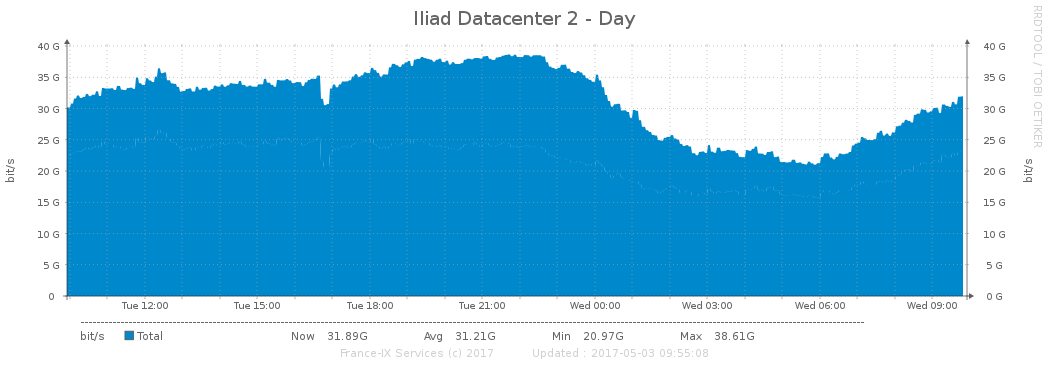 Iliad Datacenter 2 - Day
RRDTOOL / TOBI OETIKER
40 G 40 G
35 G 35 G
30 G 30 G
25 G 25 G
20 G 20 G
15 G 15 G
10 G 10 G
5 G 5 G
0 0 G
bit/s bit/s
Tue 12:00 Tue 15:00 Tue 18:00 Tue 21:00 Wed 00:00 Wed 03:00 Wed 06:00 Wed 09:00
bit/s Total Now 31.89G Avg 31.21G Min 20.97G Max 38.61G
France-IX Services (c) 2017 Updated : 2017-05-03 09:55:08